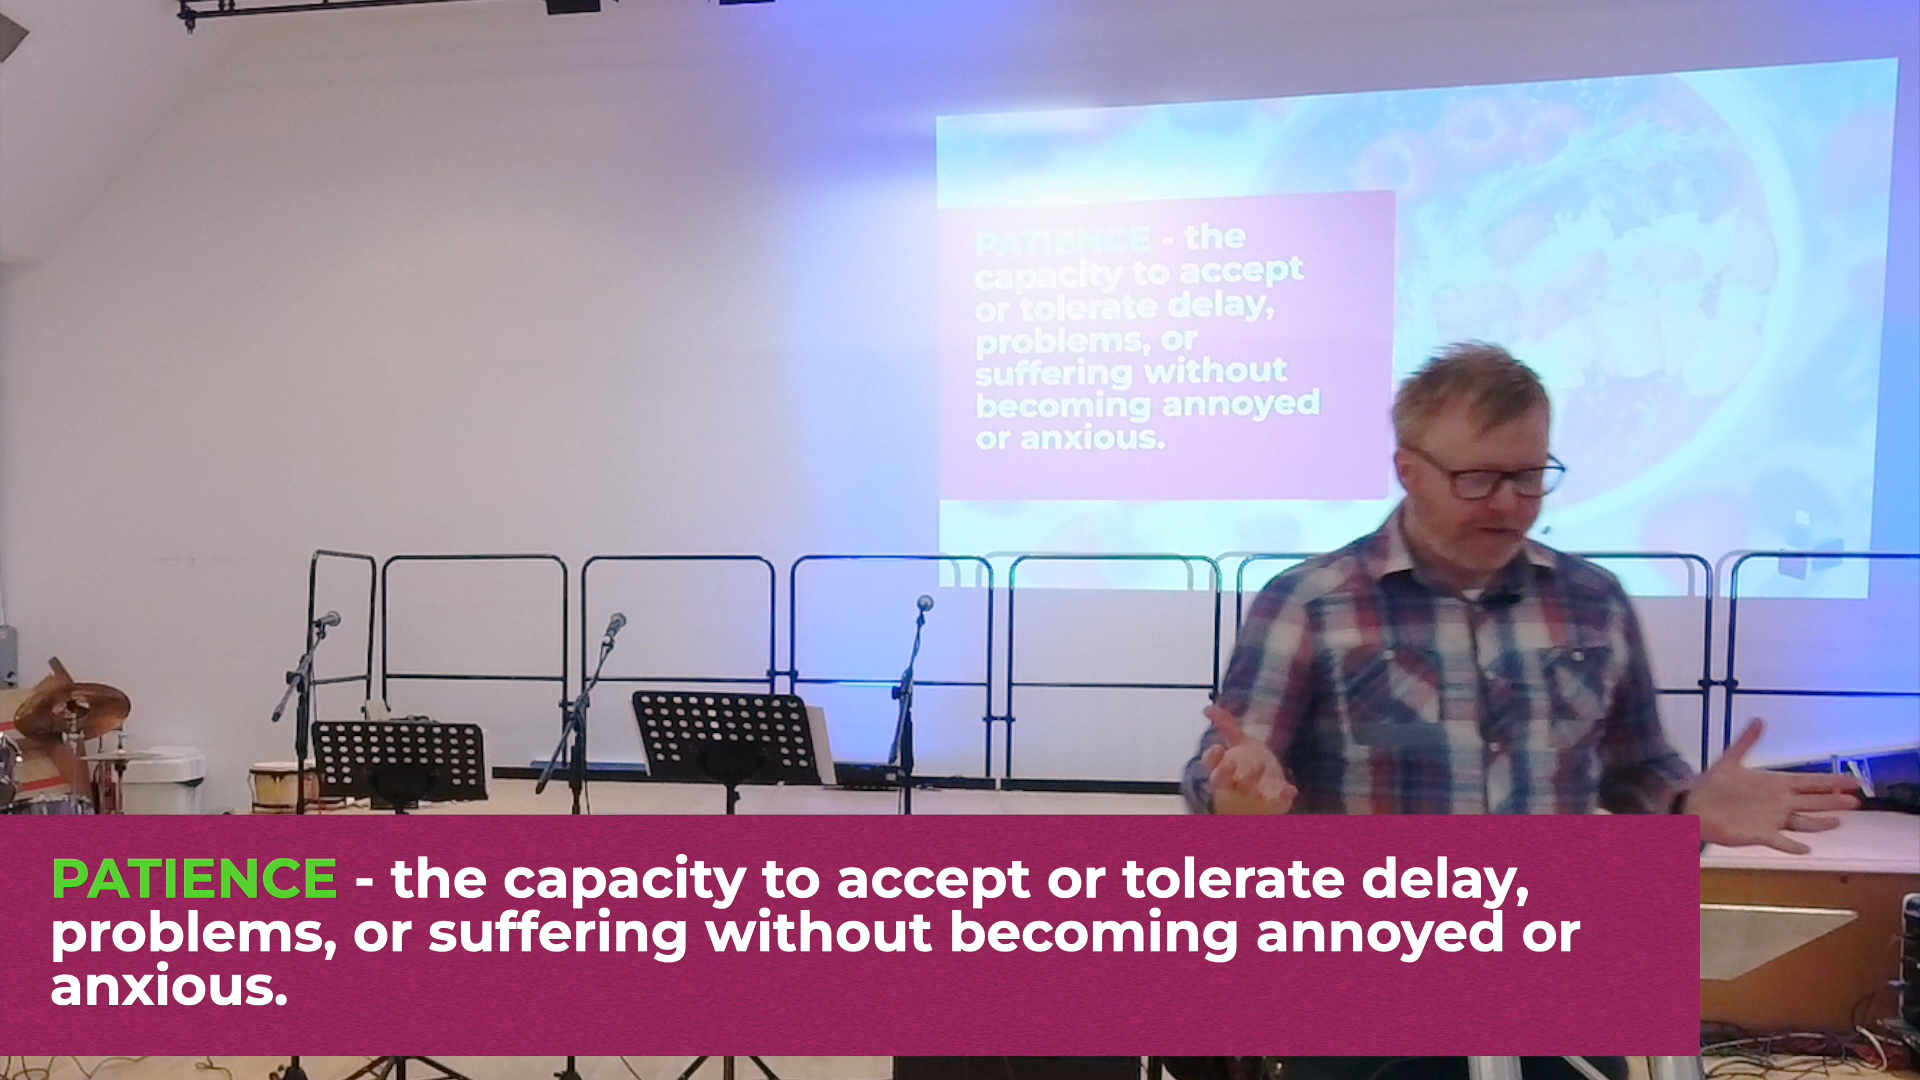 PATIENCE - the
capacity to accept
or tolerate delay,
problems, or
suffering without
becoming annoyed
or anxious.
PATIENCE - the capacity to accept or tolerate delay,
problems, or suffering without becoming annoyed or
anxious.